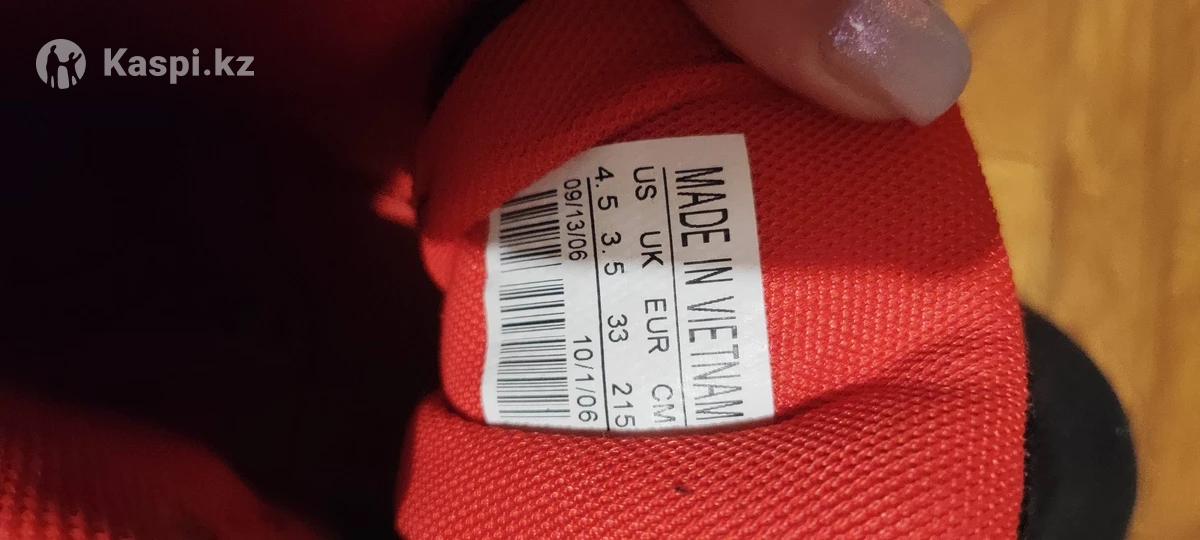 Kaspi.kz
MADE IN VIETNAM
US UK EUR CM
4.5 3.5 33 215
09/13/06 10/1/06